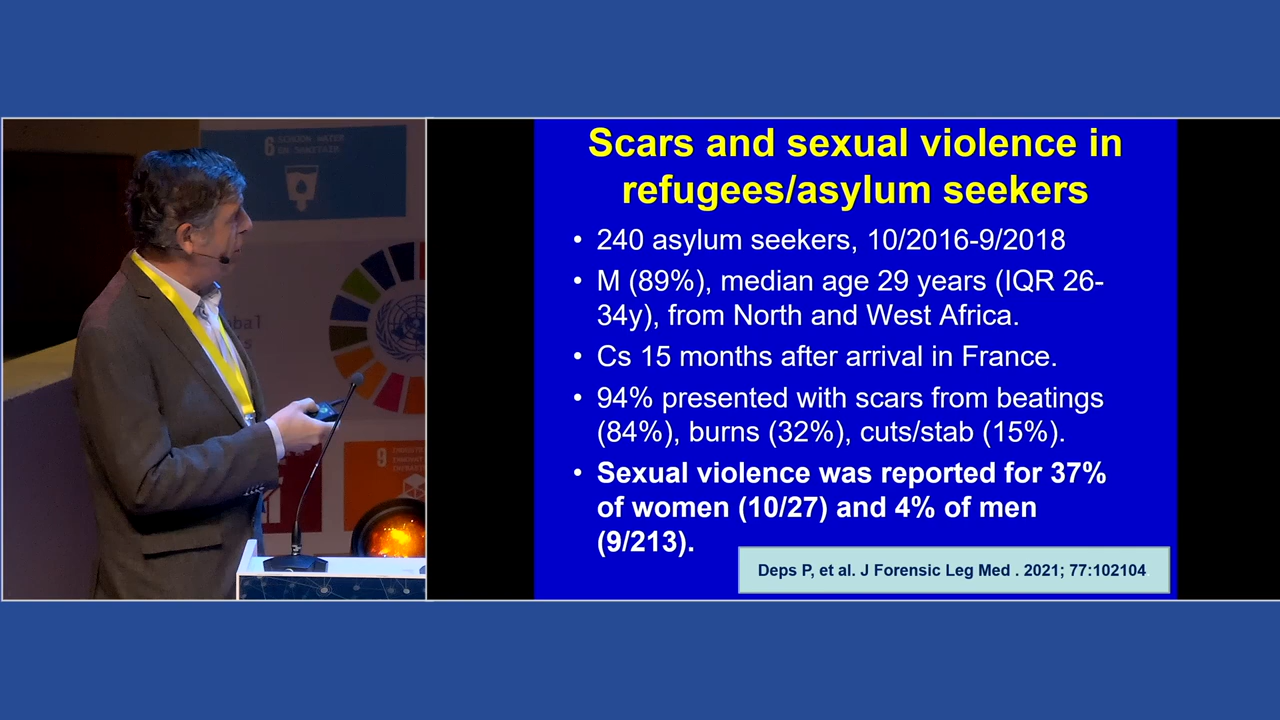 Scars and sexual violence in
refugees/asylum seekers
• 240 asylum seekers, 10/2016-9/2018
• M (89%), median age 29 years (IQR 26-
34y), from North and West Africa.
• Cs 15 months after arrival in France.
• 94% presented with scars from beatings
(84%), burns (32%), cuts/stab (15%).
• Sexual violence was reported for 37%
of women (10/27) and 4% of men
(9/213).
Deps P, et al. J Forensic Leg Med . 2021; 77:102104
6
9